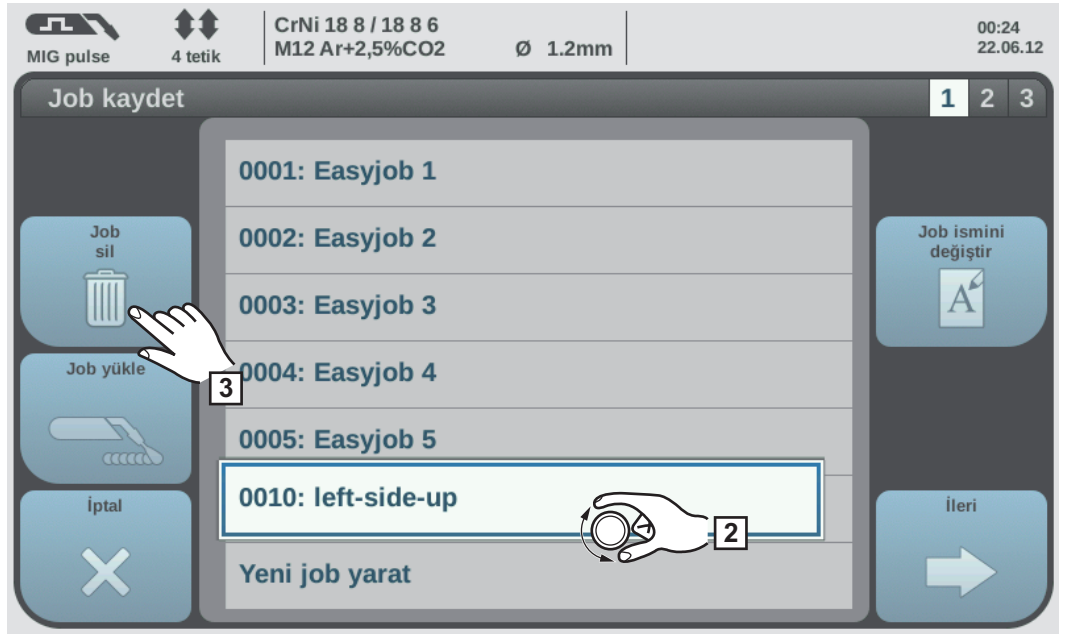 MIG pulse
4 tetik
CrNi 18 8 / 18 8 6
M12 Ar+2,5%CO2 Ø 1.2mm
00:24
22.06.12
Job kaydet
1 2 3
Job
sil
Job yükle
İptal
0001: Easyjob 1
0002: Easyjob 2
0003: Easyjob 3
0004: Easyjob 4
0005: Easyjob 5
0010: left-side-up
Yeni job yarat
3
2
Job ismini
değiştir
A
İleri